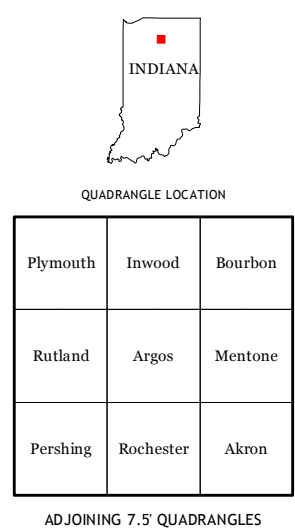 INDIANA
QUADRANGLE LOCATION
Plymouth Inwood Bourbon
Rutland Argos Mentone
Pershing Rochester Akron
ADJOINING 7.5' QUADRANGLES